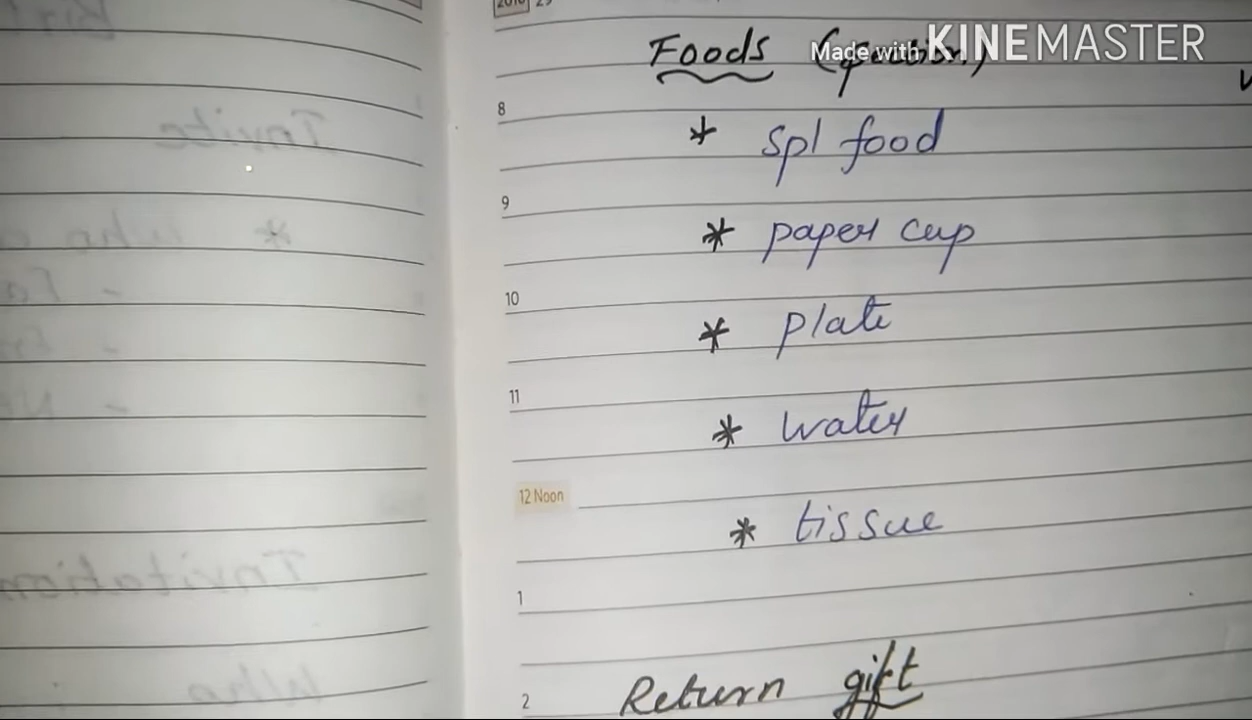 Foods
Made with KINEMASTER
8
* spl food
9
* paper cup
10
* plate
11
* water
12 Noon
* tissue
1
2
Return gift